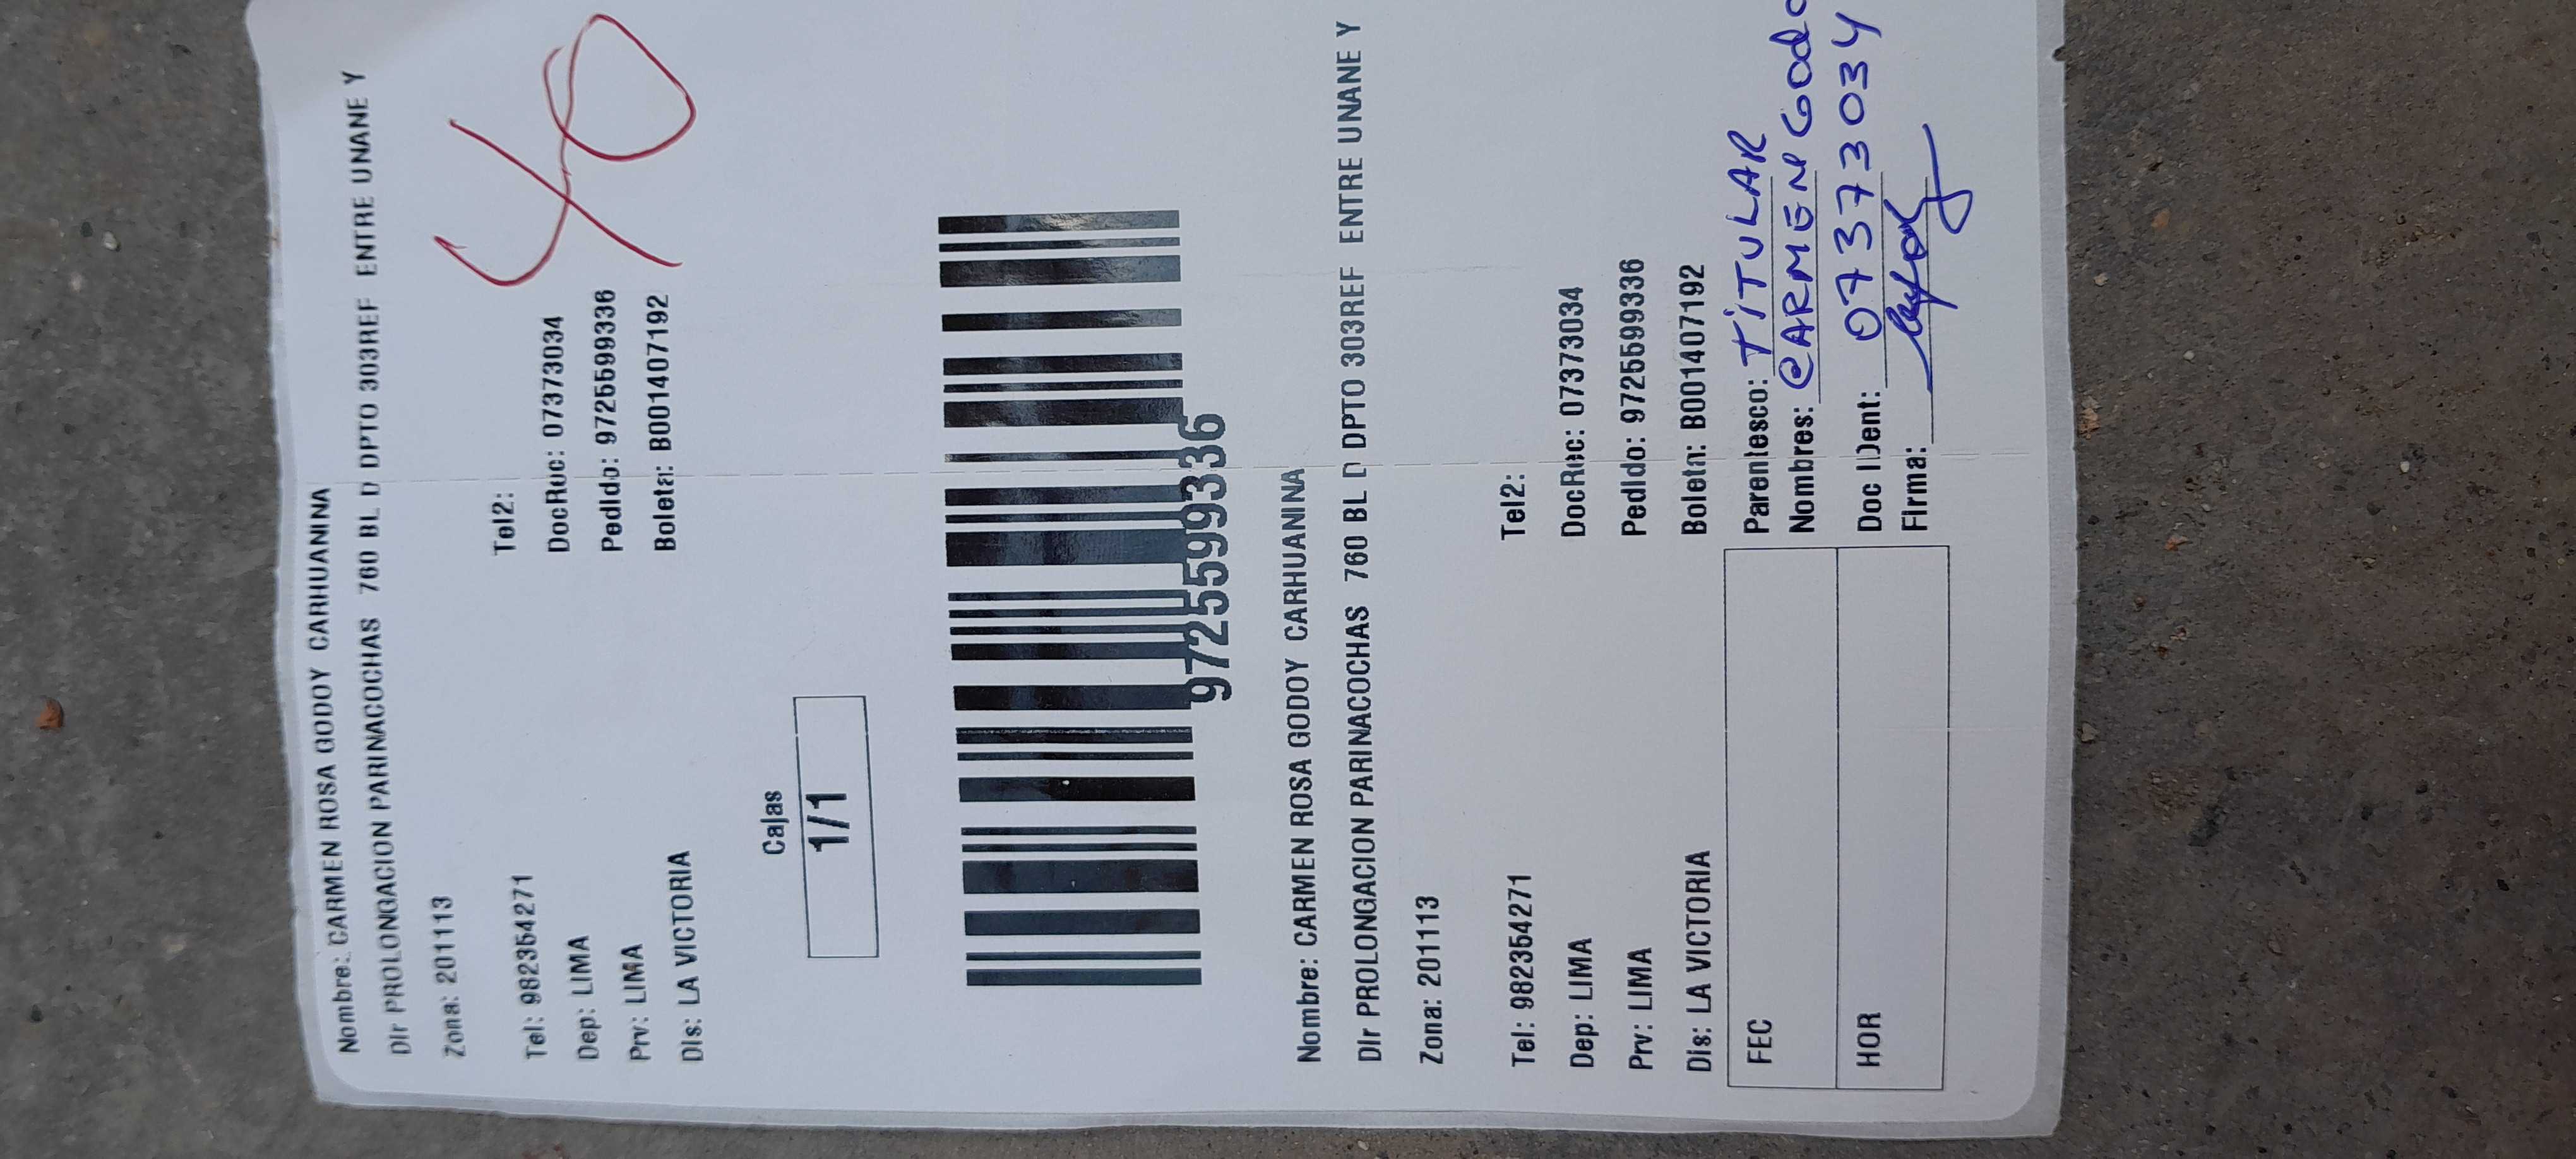 Nombre: CARMEN ROSA GODOY CARHUANINA
DIr PROLONGACION PARINACOCHAS 760 BL D DPTO 303REF ENTRE UNANE Y
Zona: 201113
Tel: 982354271 Tel2:
Dep: LIMA DocRuc: 07373034
Prv: LIMA PedIdo: 9725599336
DIs: LA VICTORIA Boleta: B001407192
40
Cajas
1/1
9725599336
Nombre: CARMEN ROSA GODOY CARHUANINA
DIr PROLONGACION PARINACOCHAS 760 BL D DPTO 303REF ENTRE UNANE Y
Zona: 201113
Tel: 982354271 Tel2:
Dep: LIMA DocRuc: 07373034
Prv: LIMA PedIdo: 9725599336
DIs: LA VICTORIA Boleta: B001407192
FEC Parentesco: TITULAR
Nombres: CARMEN Godo
HOR Doc IDent: 07373034
FIrma: